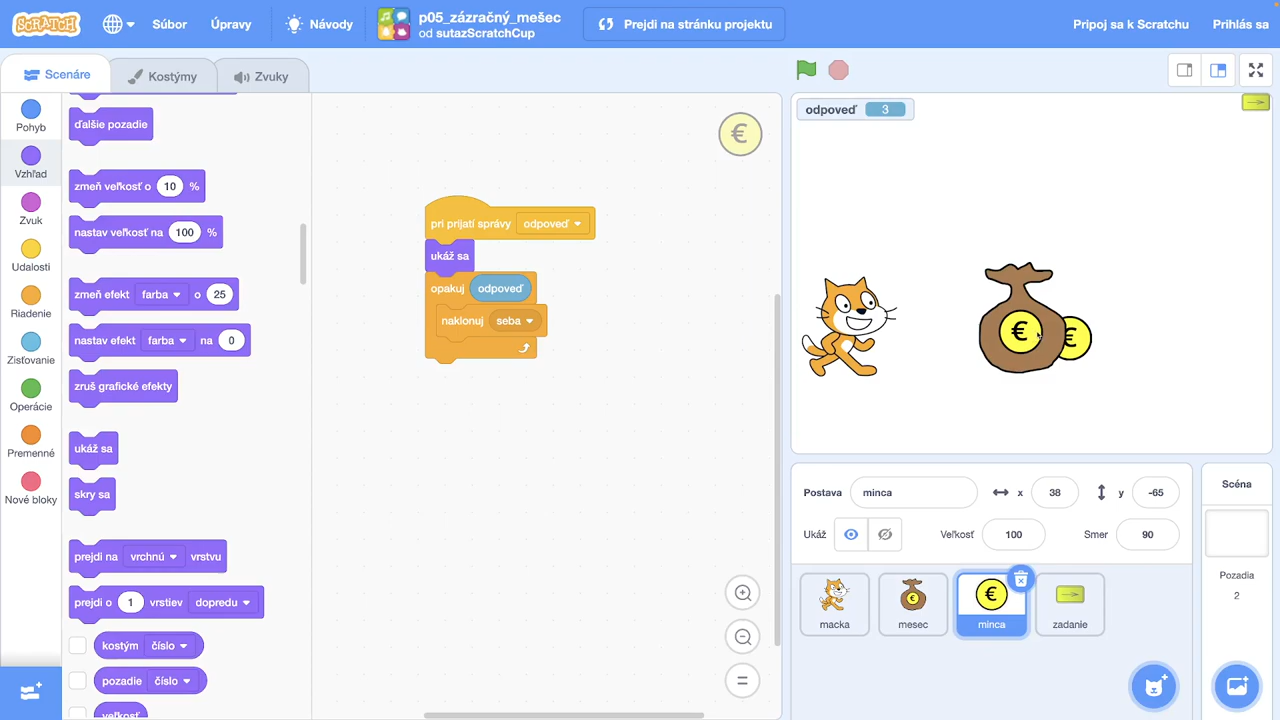 SCRATCH
Súbor
Úpravy
Návody
p05_zázračný_mešec
od sutazScratchCup
Prejdi na stránku projektu
Pripoj sa k Scratchu
Prihlás sa
Scenáre
Kostýmy
Zvuky
Pohyb
Vzhľad
Zvuk
Udalosti
Riadenie
Zisťovanie
Operácie
Premenné
Nové bloky
ďalšie pozadie
zmeň veľkosť o 10 %
nastav veľkosť na 100 %
zmeň efekt farba o 25
nastav efekt farba na 0
zruš grafické efekty
ukáž sa
skry sa
prejdi na vrchnú vrstvu
prejdi o 1 vrstiev dopredu
kostým číslo
pozadie číslo
veľkosť
€
pri prijatí správy odpoveď
ukáž sa
opakuj odpoveď
naklonuj seba
odpoveď 3
€ €
Postava minca x 38 y -65
Ukáž Veľkosť 100 Smer 90
€ €
macka mesec minca zadanie
Scéna
Pozadia
2